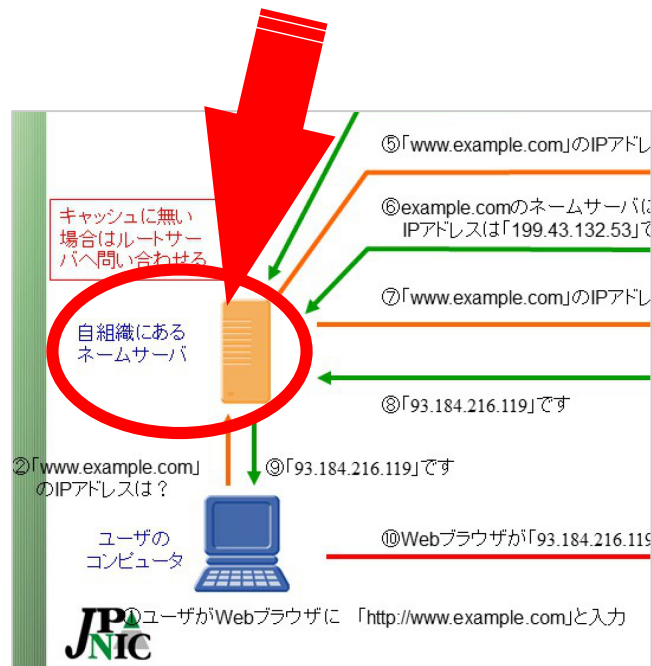 ⑤「www.example.com」のIPアドレ
キャッシュに無い
場合はルートサー
バへ問い合わせる
⑥example.comのネームサーバに
IPアドレスは「199.43.132.53」で
⑦「www.example.com」のIPアドレ
自組織にある
ネームサーバ
⑧「93.184.216.119」です
②「www.example.com」
のIPアドレスは？
⑨「93.184.216.119」です
ユーザの
コンピュータ
⑩Webブラウザが「93.184.216.119
①ユーザがWebブラウザに 「http://www.example.com」と入力
JPNIC